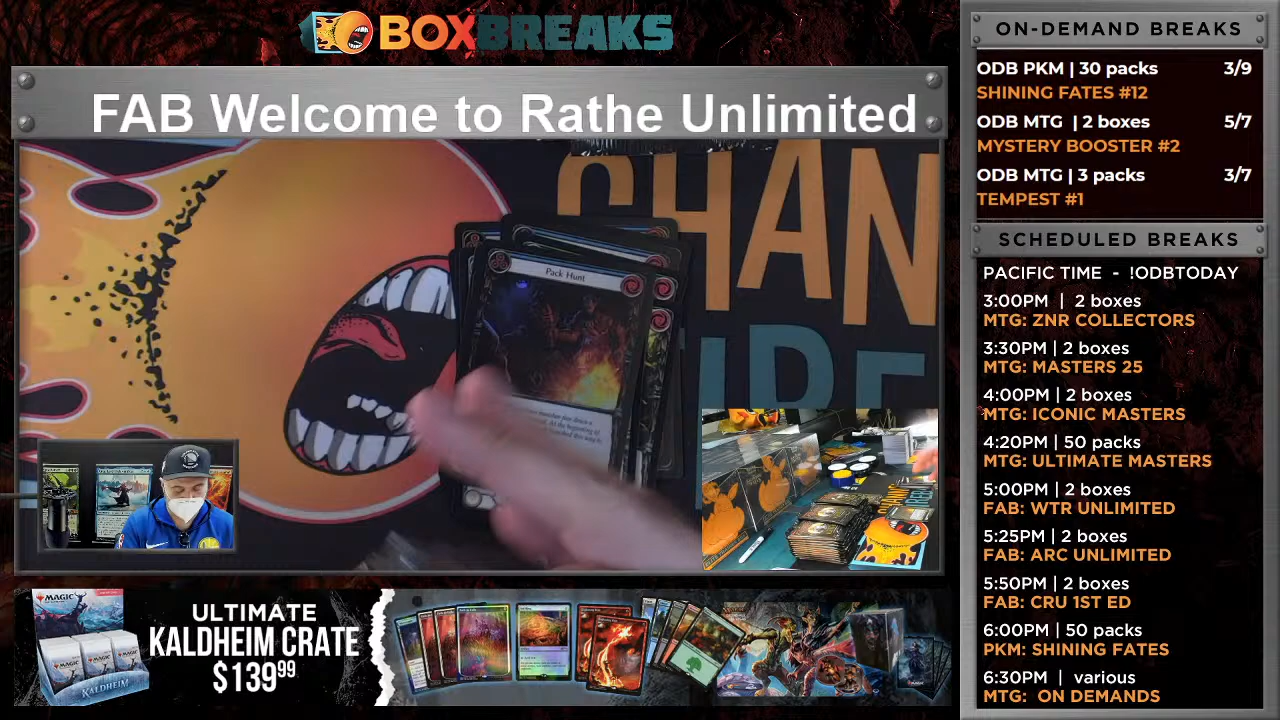 BOXBREAKS
FAB Welcome to Rathe Unlimited
CHAN
Pack Hunt
ULTIMATE
KALDHEIM CRATE
$139.99
MAGIC
KALDHEIM
ON-DEMAND BREAKS
ODB PKM | 30 packs 3/9
SHINING FATES #12
ODB MTG | 2 boxes 5/7
MYSTERY BOOSTER #2
ODB MTG | 3 packs 3/7
TEMPEST #1
SCHEDULED BREAKS
PACIFIC TIME - !ODBTODAY
3:00PM | 2 boxes
MTG: ZNR COLLECTORS
3:30PM | 2 boxes
MTG: MASTERS 25
4:00PM | 2 boxes
MTG: ICONIC MASTERS
4:20PM | 50 packs
MTG: ULTIMATE MASTERS
5:00PM | 2 boxes
FAB: WTR UNLIMITED
5:25PM | 2 boxes
FAB: ARC UNLIMITED
5:50PM | 2 boxes
FAB: CRU 1ST ED
6:00PM | 50 packs
PKM: SHINING FATES
6:30PM | various
MTG: ON DEMANDS